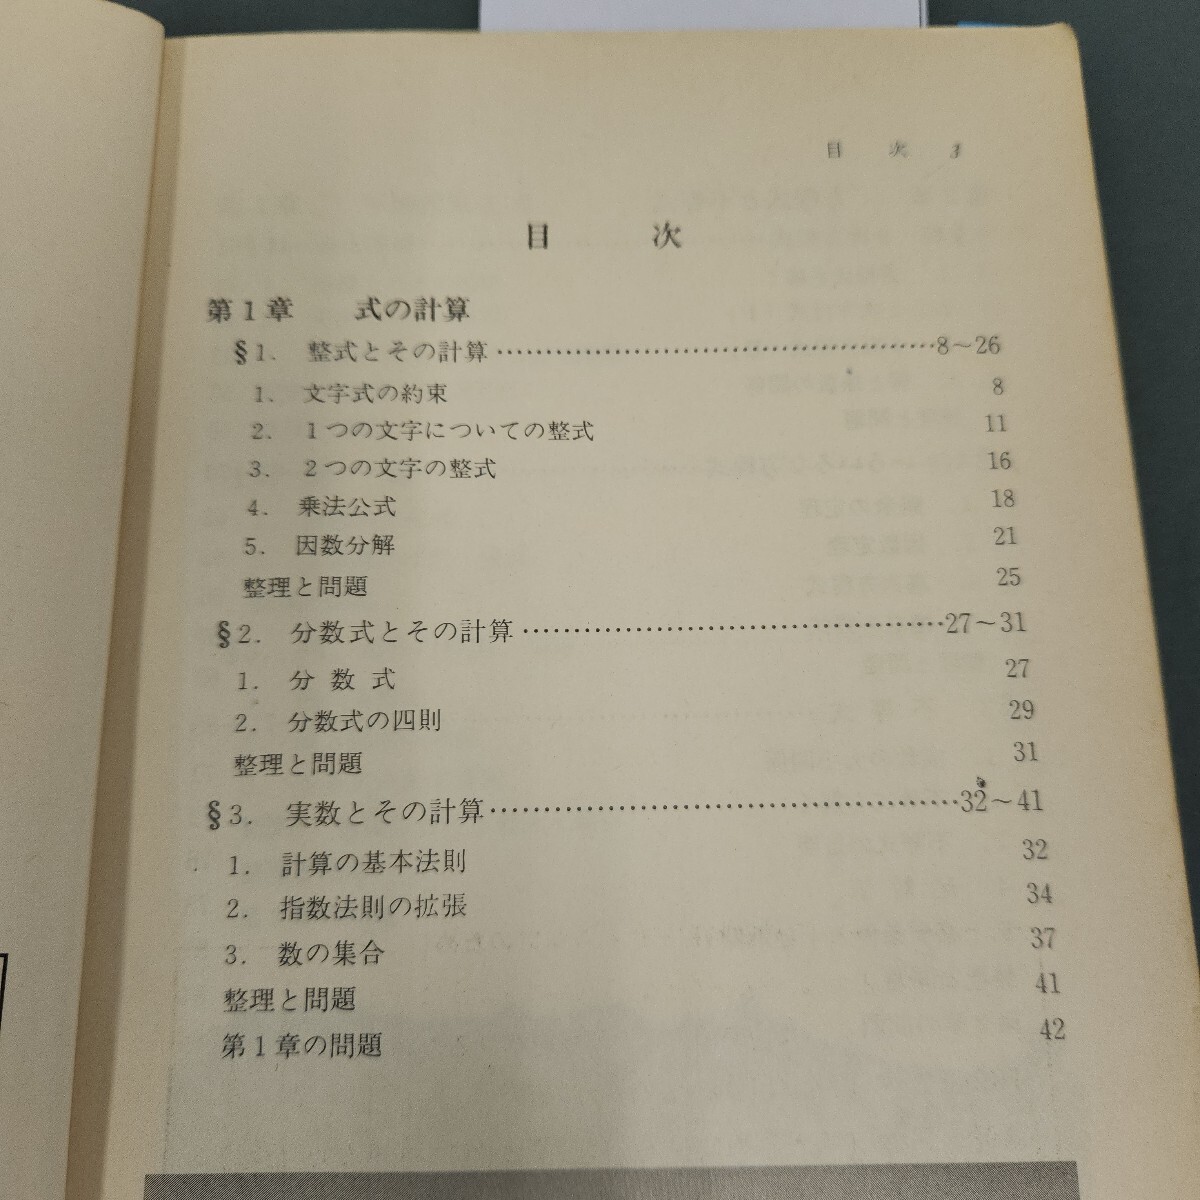 目 次 3
目 次
第1章 式の計算
§1. 整式とその計算……………………………………8～26
1. 文字式の約束 8
2. 1つの文字についての整式 11
3. 2つの文字の整式 16
4. 乗法公式 18
5. 因数分解 21
整理と問題 25
§2. 分数式とその計算……………………………………27～31
1. 分数式 27
2. 分数式の四則 29
整理と問題 31
§3. 実数とその計算……………………………………32～41
1. 計算の基本法則 32
2. 指数法則の拡張 34
3. 数の集合 37
整理と問題 41
第1章の問題 42